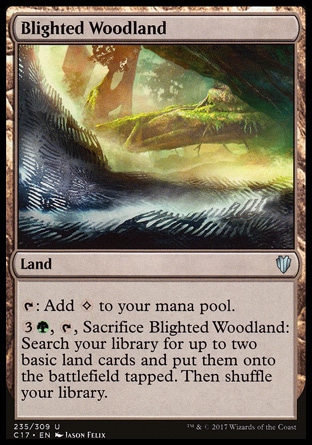 Blighted Woodland
Land
: Add to your mana pool.
3 , , Sacrifice Blighted Woodland:
Search your library for up to two
basic land cards and put them onto
the battlefield tapped. Then shuffle
your library.
235/309 U
C17 • EN Jason Felix
™ & © 2017 Wizards of the Coast